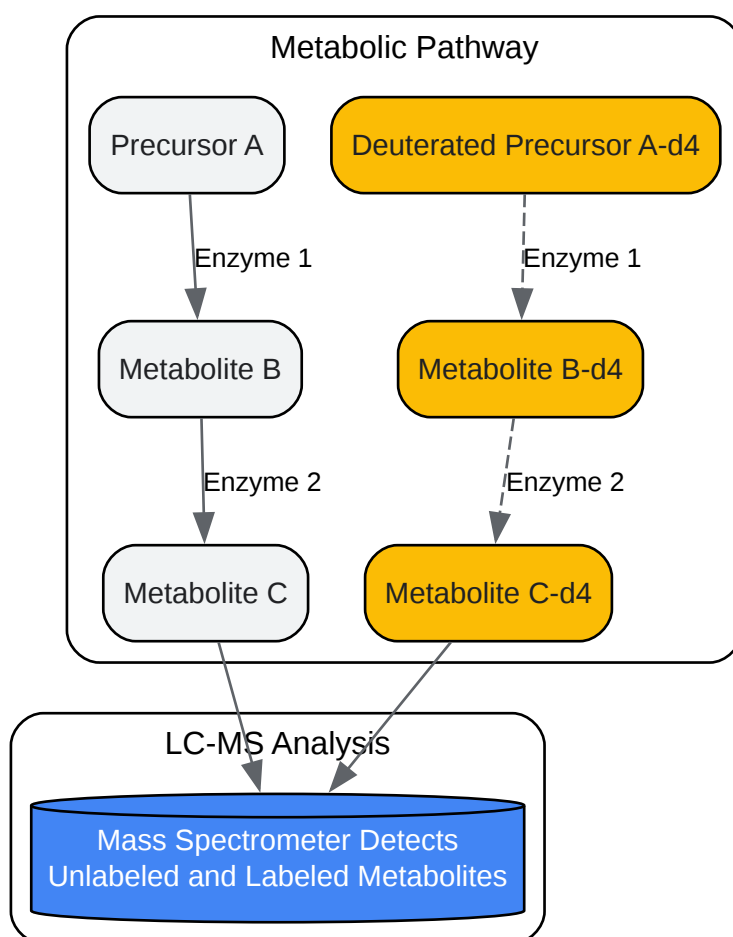 Metabolic Pathway
Precursor A
Deuterated Precursor A-d4
Enzyme 1
Enzyme 1
Metabolite B
Metabolite B-d4
Enzyme 2
Enzyme 2
Metabolite C
Metabolite C-d4
LC-MS Analysis
Mass Spectrometer Detects
Unlabeled and Labeled Metabolites